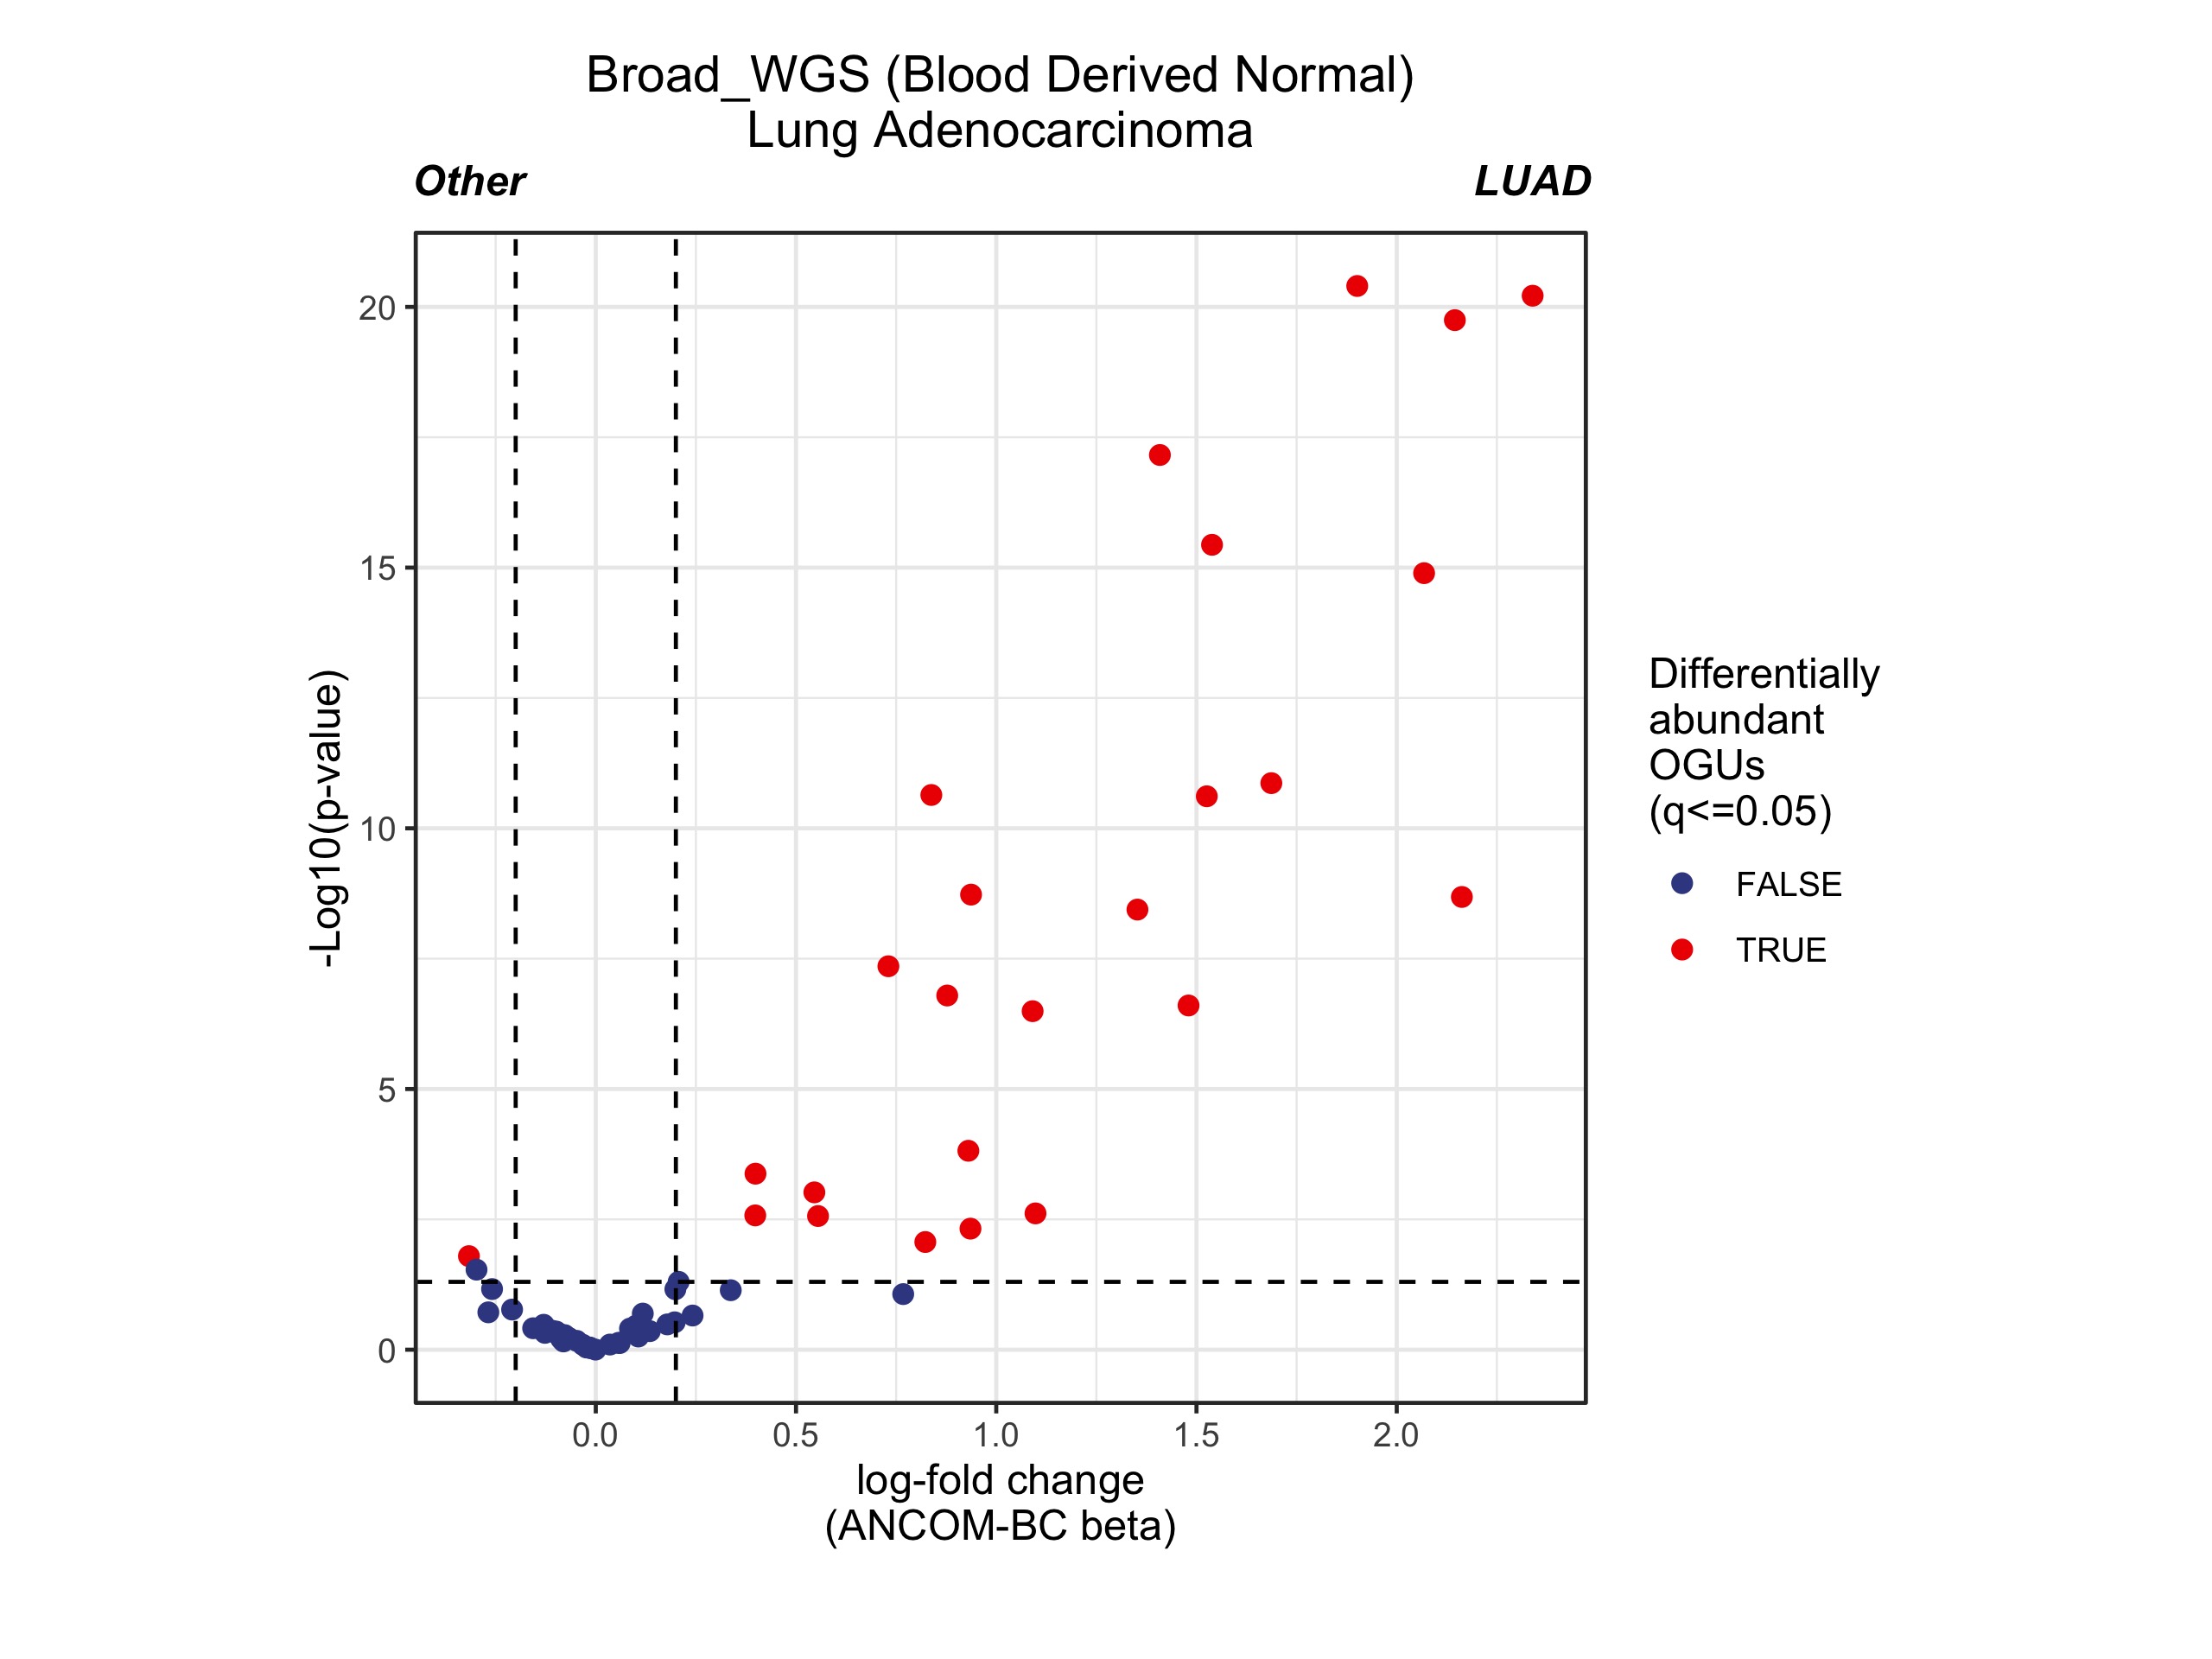 Broad_WGS (Blood Derived Normal)
Lung Adenocarcinoma
Other
LUAD
20
15
10
5
0
-Log10(p-value)
0.0
0.5
1.0
1.5
2.0
log-fold change
(ANCOM-BC beta)
Differentially
abundant
OGUs
(q<=0.05)
FALSE
TRUE